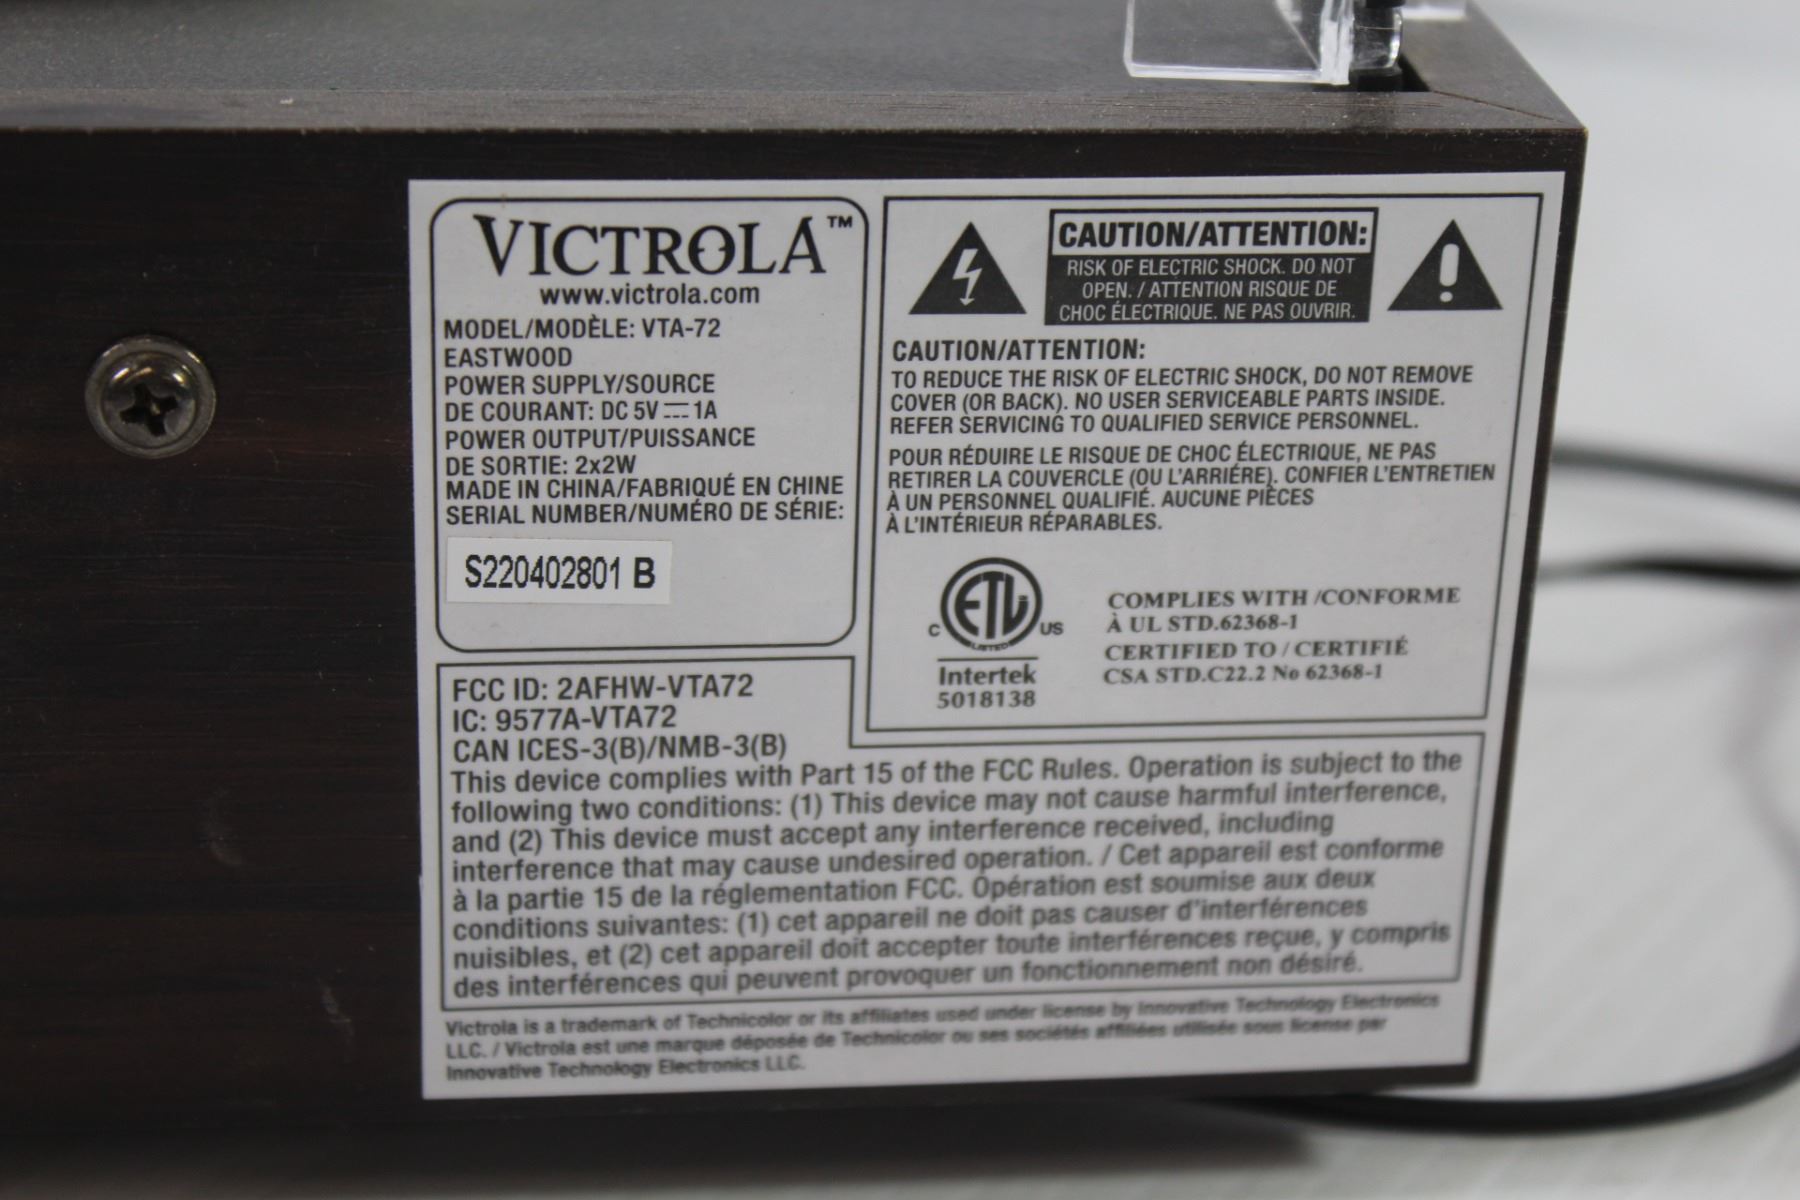 VICTROLA™
www.victrola.com
MODEL/MODÈLE: VTA-72
EASTWOOD
POWER SUPPLY/SOURCE
DE COURANT: DC 5V ⎓ 1A
POWER OUTPUT/PUISSANCE
DE SORTIE: 2x2W
MADE IN CHINA/FABRIQUÉ EN CHINE
SERIAL NUMBER/NUMÉRO DE SÉRIE:
S220402801 B
CAUTION/ATTENTION:
RISK OF ELECTRIC SHOCK. DO NOT
OPEN. / ATTENTION RISQUE DE
CHOC ÉLECTRIQUE. NE PAS OUVRIR.
CAUTION/ATTENTION:
TO REDUCE THE RISK OF ELECTRIC SHOCK, DO NOT REMOVE
COVER (OR BACK). NO USER SERVICEABLE PARTS INSIDE.
REFER SERVICING TO QUALIFIED SERVICE PERSONNEL.
POUR RÉDUIRE LE RISQUE DE CHOC ÉLECTRIQUE, NE PAS
RETIRER LA COUVERCLE (OU L'ARRIÉRE). CONFIER L'ENTRETIEN
À UN PERSONNEL QUALIFIÉ. AUCUNE PIÈCES
À L'INTÉRIEUR RÉPARABLES.
ETL
C US
LISTED
Intertek
5018138
COMPLIES WITH /CONFORME
À UL STD.62368-1
CERTIFIED TO / CERTIFIÉ
CSA STD.C22.2 No 62368-1
FCC ID: 2AFHW-VTA72
IC: 9577A-VTA72
CAN ICES-3(B)/NMB-3(B)
This device complies with Part 15 of the FCC Rules. Operation is subject to the
following two conditions: (1) This device may not cause harmful interference,
and (2) This device must accept any interference received, including
interference that may cause undesired operation. / Cet appareil est conforme
à la partie 15 de la réglementation FCC. Opération est soumise aux deux
conditions suivantes: (1) cet appareil ne doit pas causer d'interférences
nuisibles, et (2) cet appareil doit accepter toute interférences reçue, y compris
des interférences qui peuvent provoquer un fonctionnement non désiré.
Victrola is a trademark of Technicolor or its affiliates used under license by Innovative Technology Electronics
LLC. / Victrola est une marque déposée de Technicolor ou ses sociétés affiliées utilisée sous license par
Innovative Technology Electronics LLC.